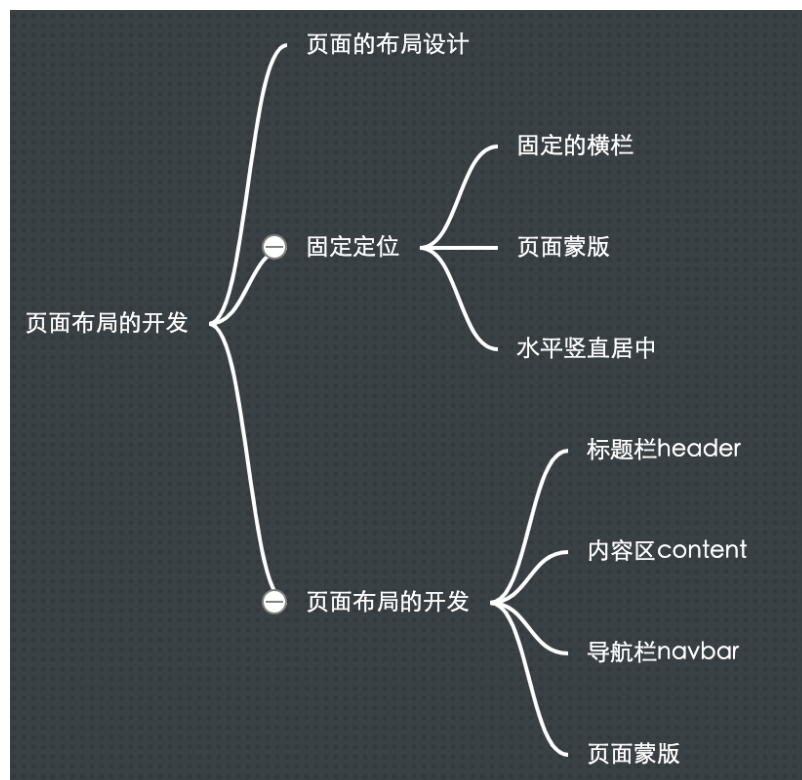 页面的布局设计
固定的横栏
固定定位
页面蒙版
页面布局的开发
水平竖直居中
标题栏header
内容区content
页面布局的开发
导航栏navbar
页面蒙版